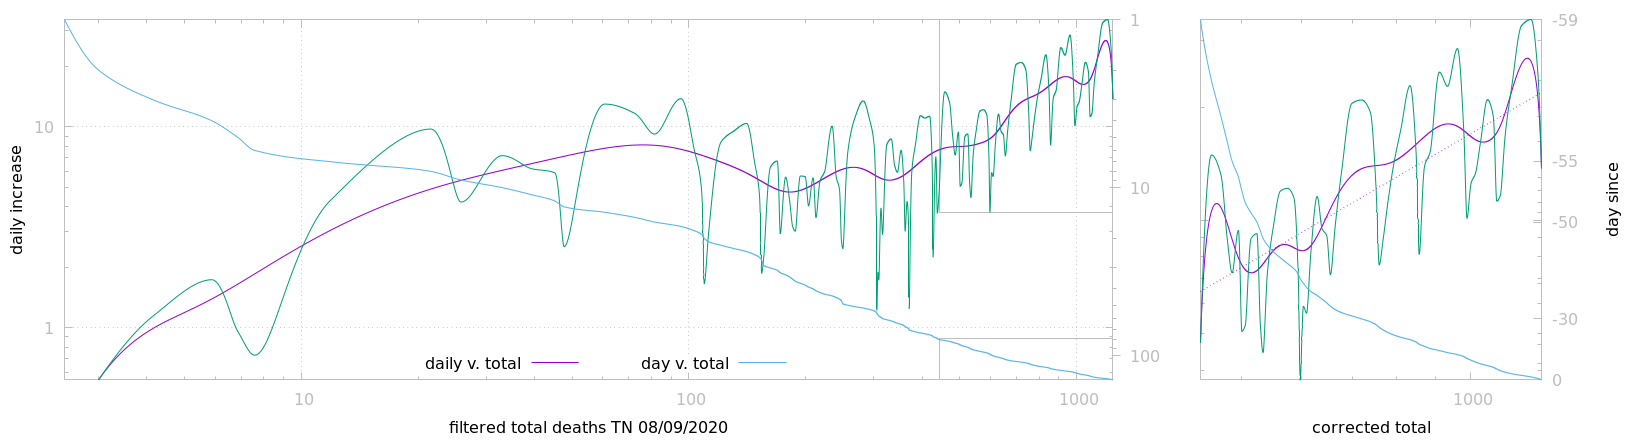 daily increase
10
1
daily v. total
day v. total
10
100
1000
filtered total deaths TN 08/09/2020
1
10
100
1000
corrected total
-59
-55
-50
-30
0
day since